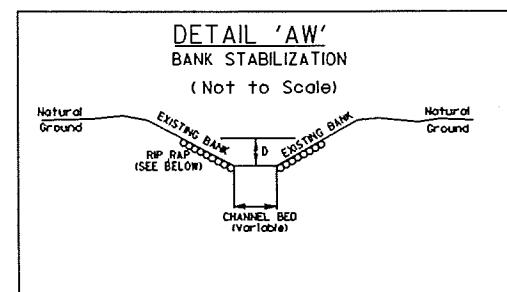 DETAIL 'AW'
BANK STABILIZATION
(Not to Scale)
Natural
Ground
EXISTING BANK
RIP RAP
(SEE BELOW)
D
EXISTING BANK
Natural
Ground
CHANNEL BED
(Variable)